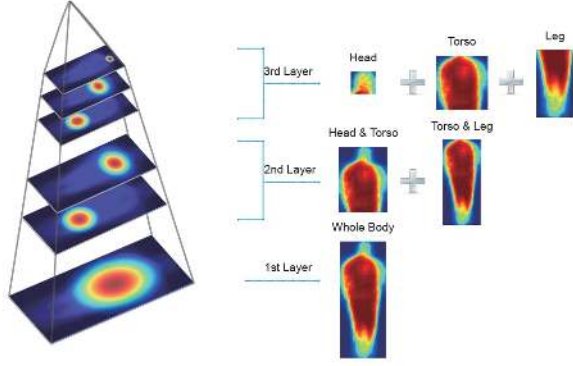 Head
Torso
Leg
3rd Layer
Head & Torso
Torso & Leg
2nd Layer
Whole Body
1st Layer